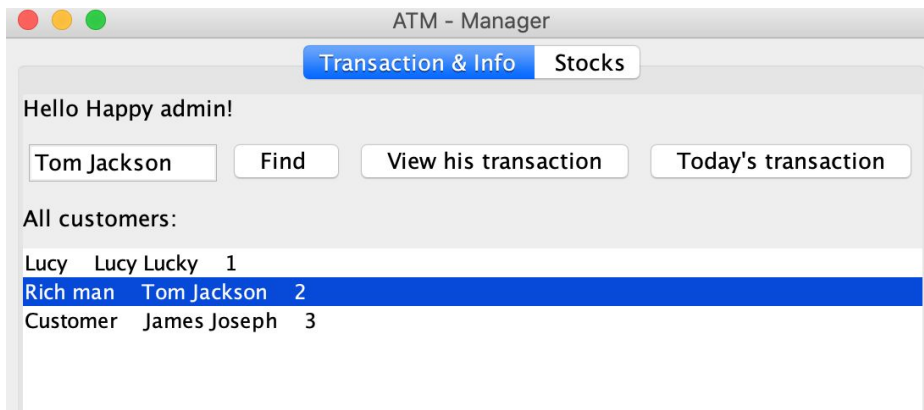 ATM - Manager
Transaction & Info Stocks
Hello Happy admin!
Tom Jackson Find View his transaction Today's transaction
All customers:
Lucy Lucy Lucky 1
Rich man Tom Jackson 2
Customer James Joseph 3